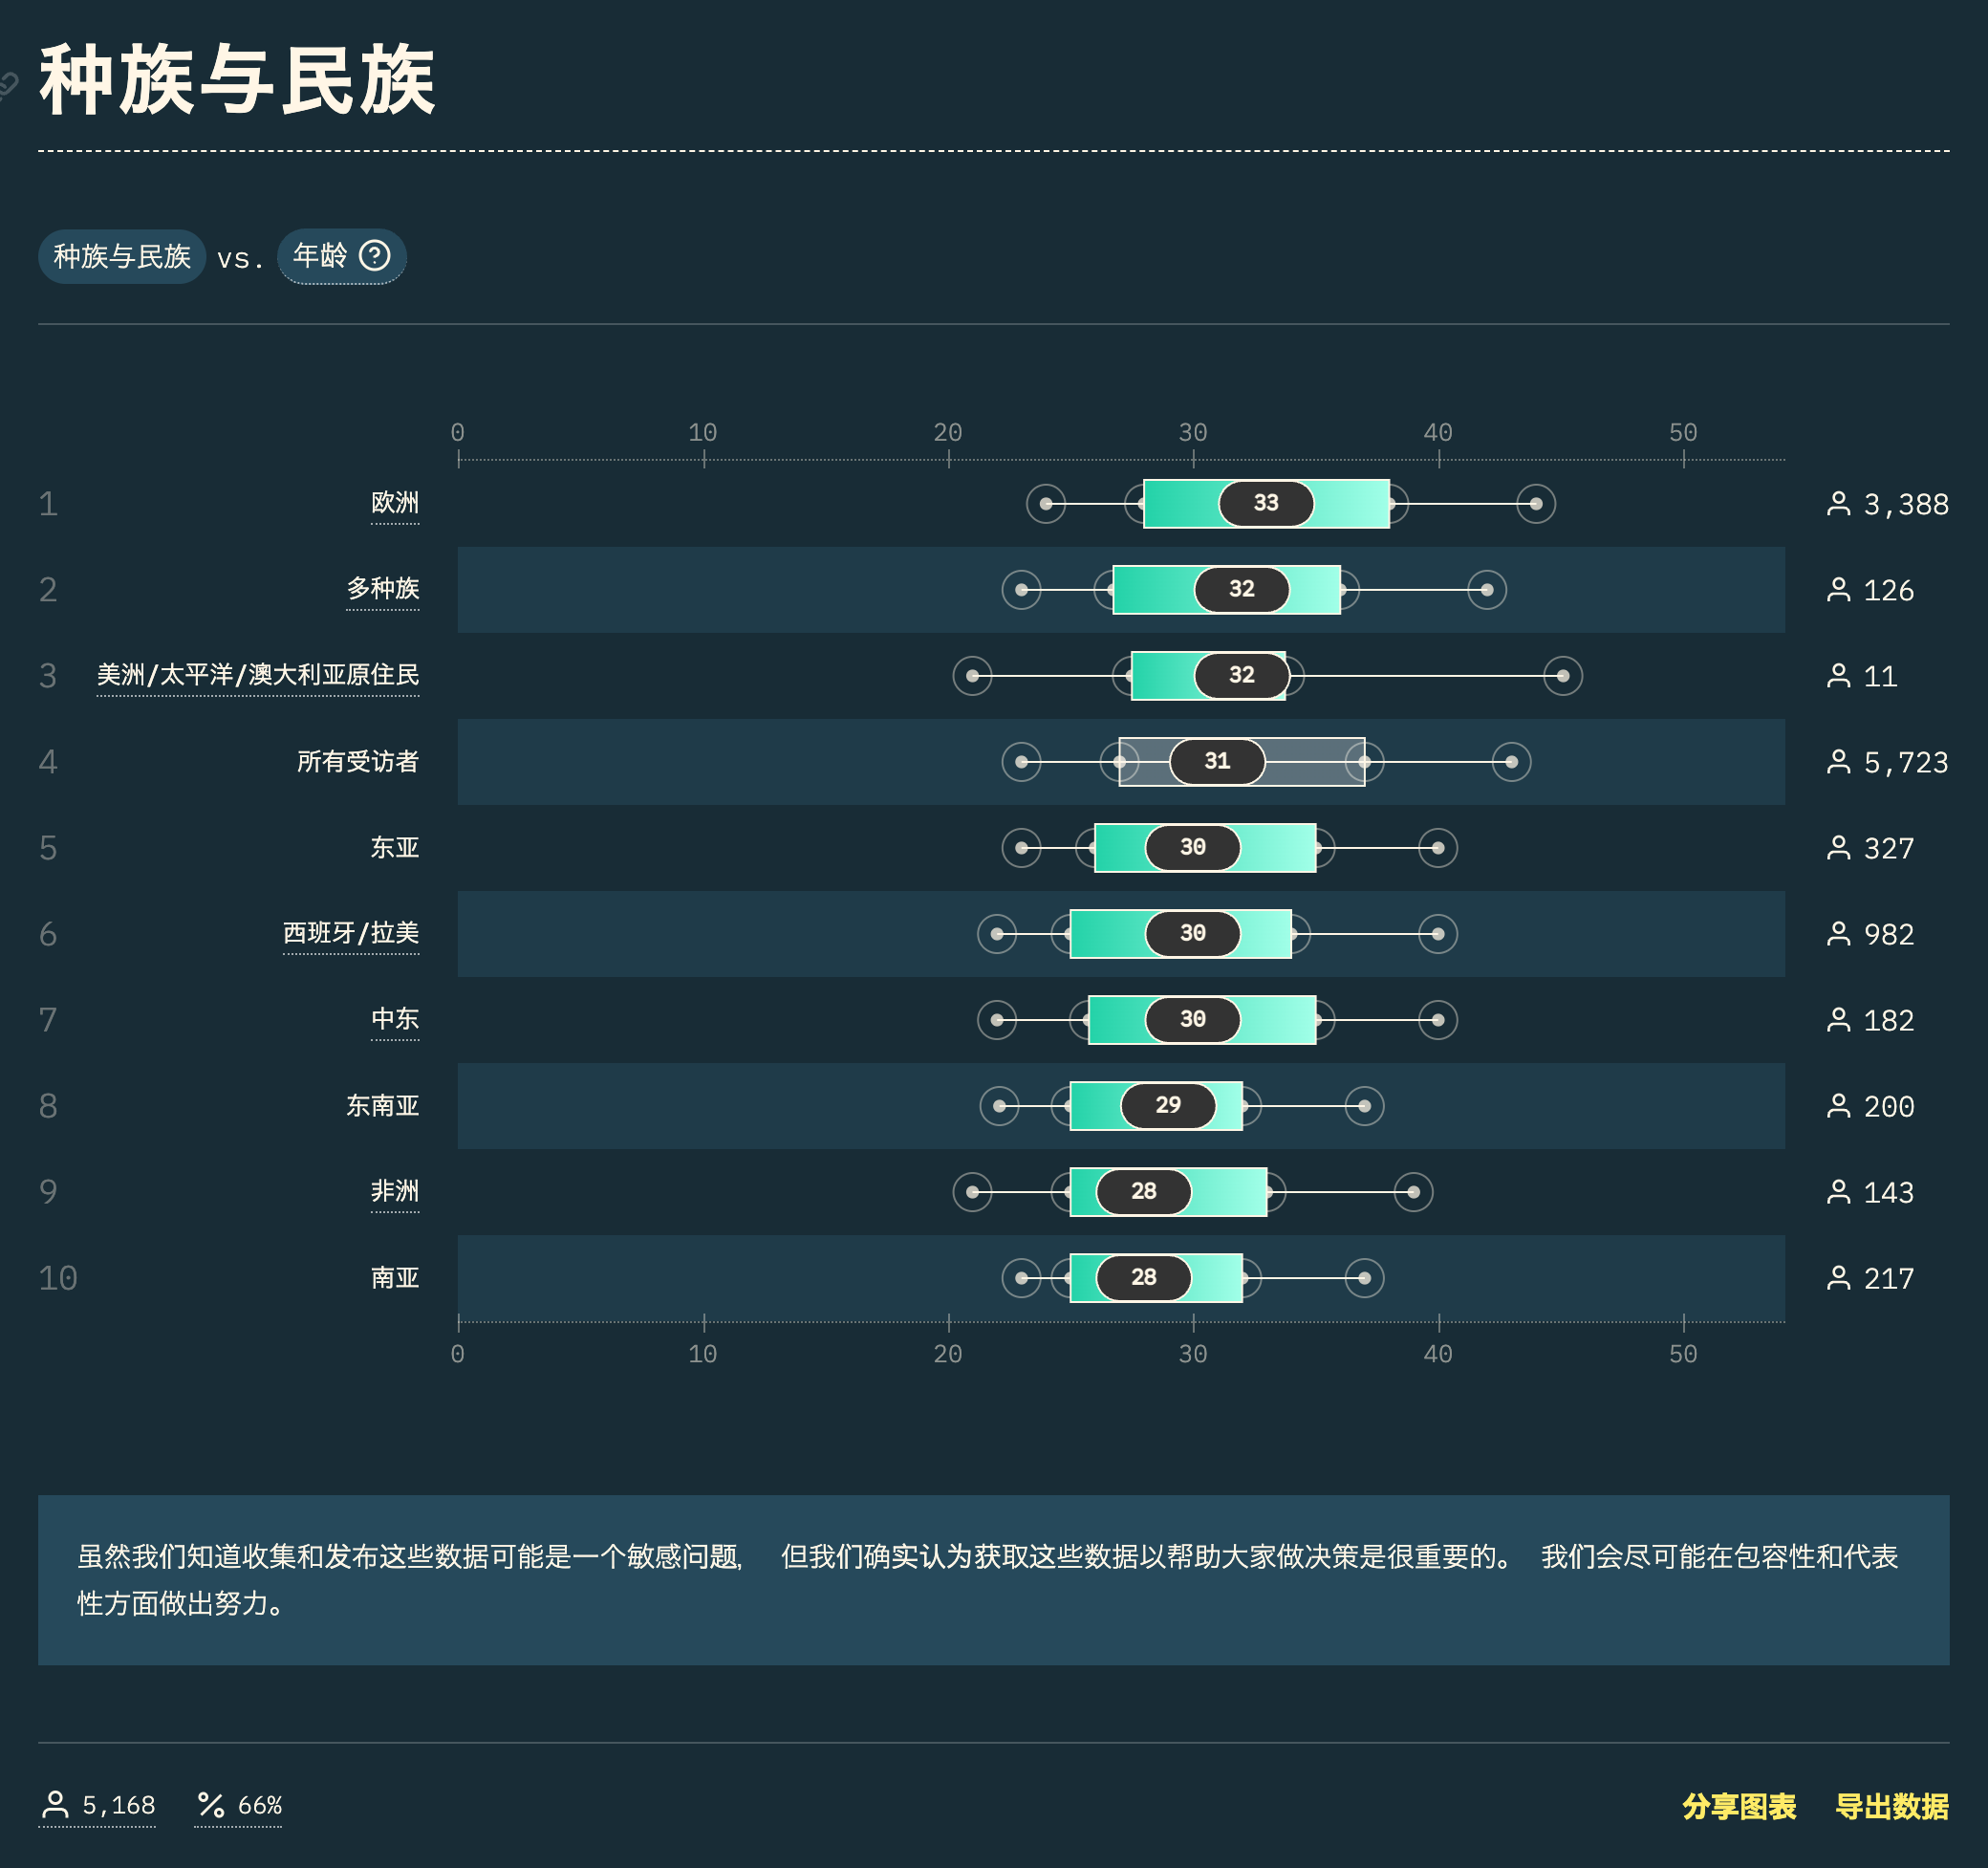 种族与民族
种族与民族 vs. 年龄
0 10 20 30 40 50
1 欧洲 33 3,388
2 多种族 32 126
3 美洲/太平洋/澳大利亚原住民 32 11
4 所有受访者 31 5,723
5 东亚 30 327
6 西班牙/拉美 30 982
7 中东 30 182
8 东南亚 29 200
9 非洲 28 143
10 南亚 28 217
0 10 20 30 40 50
虽然我们知道收集和发布这些数据可能是一个敏感问题, 但我们确实认为获取这些数据以帮助大家做决策是很重要的。 我们会尽可能在包容性和代表
性方面做出努力。
5,168 66% 分享图表 导出数据